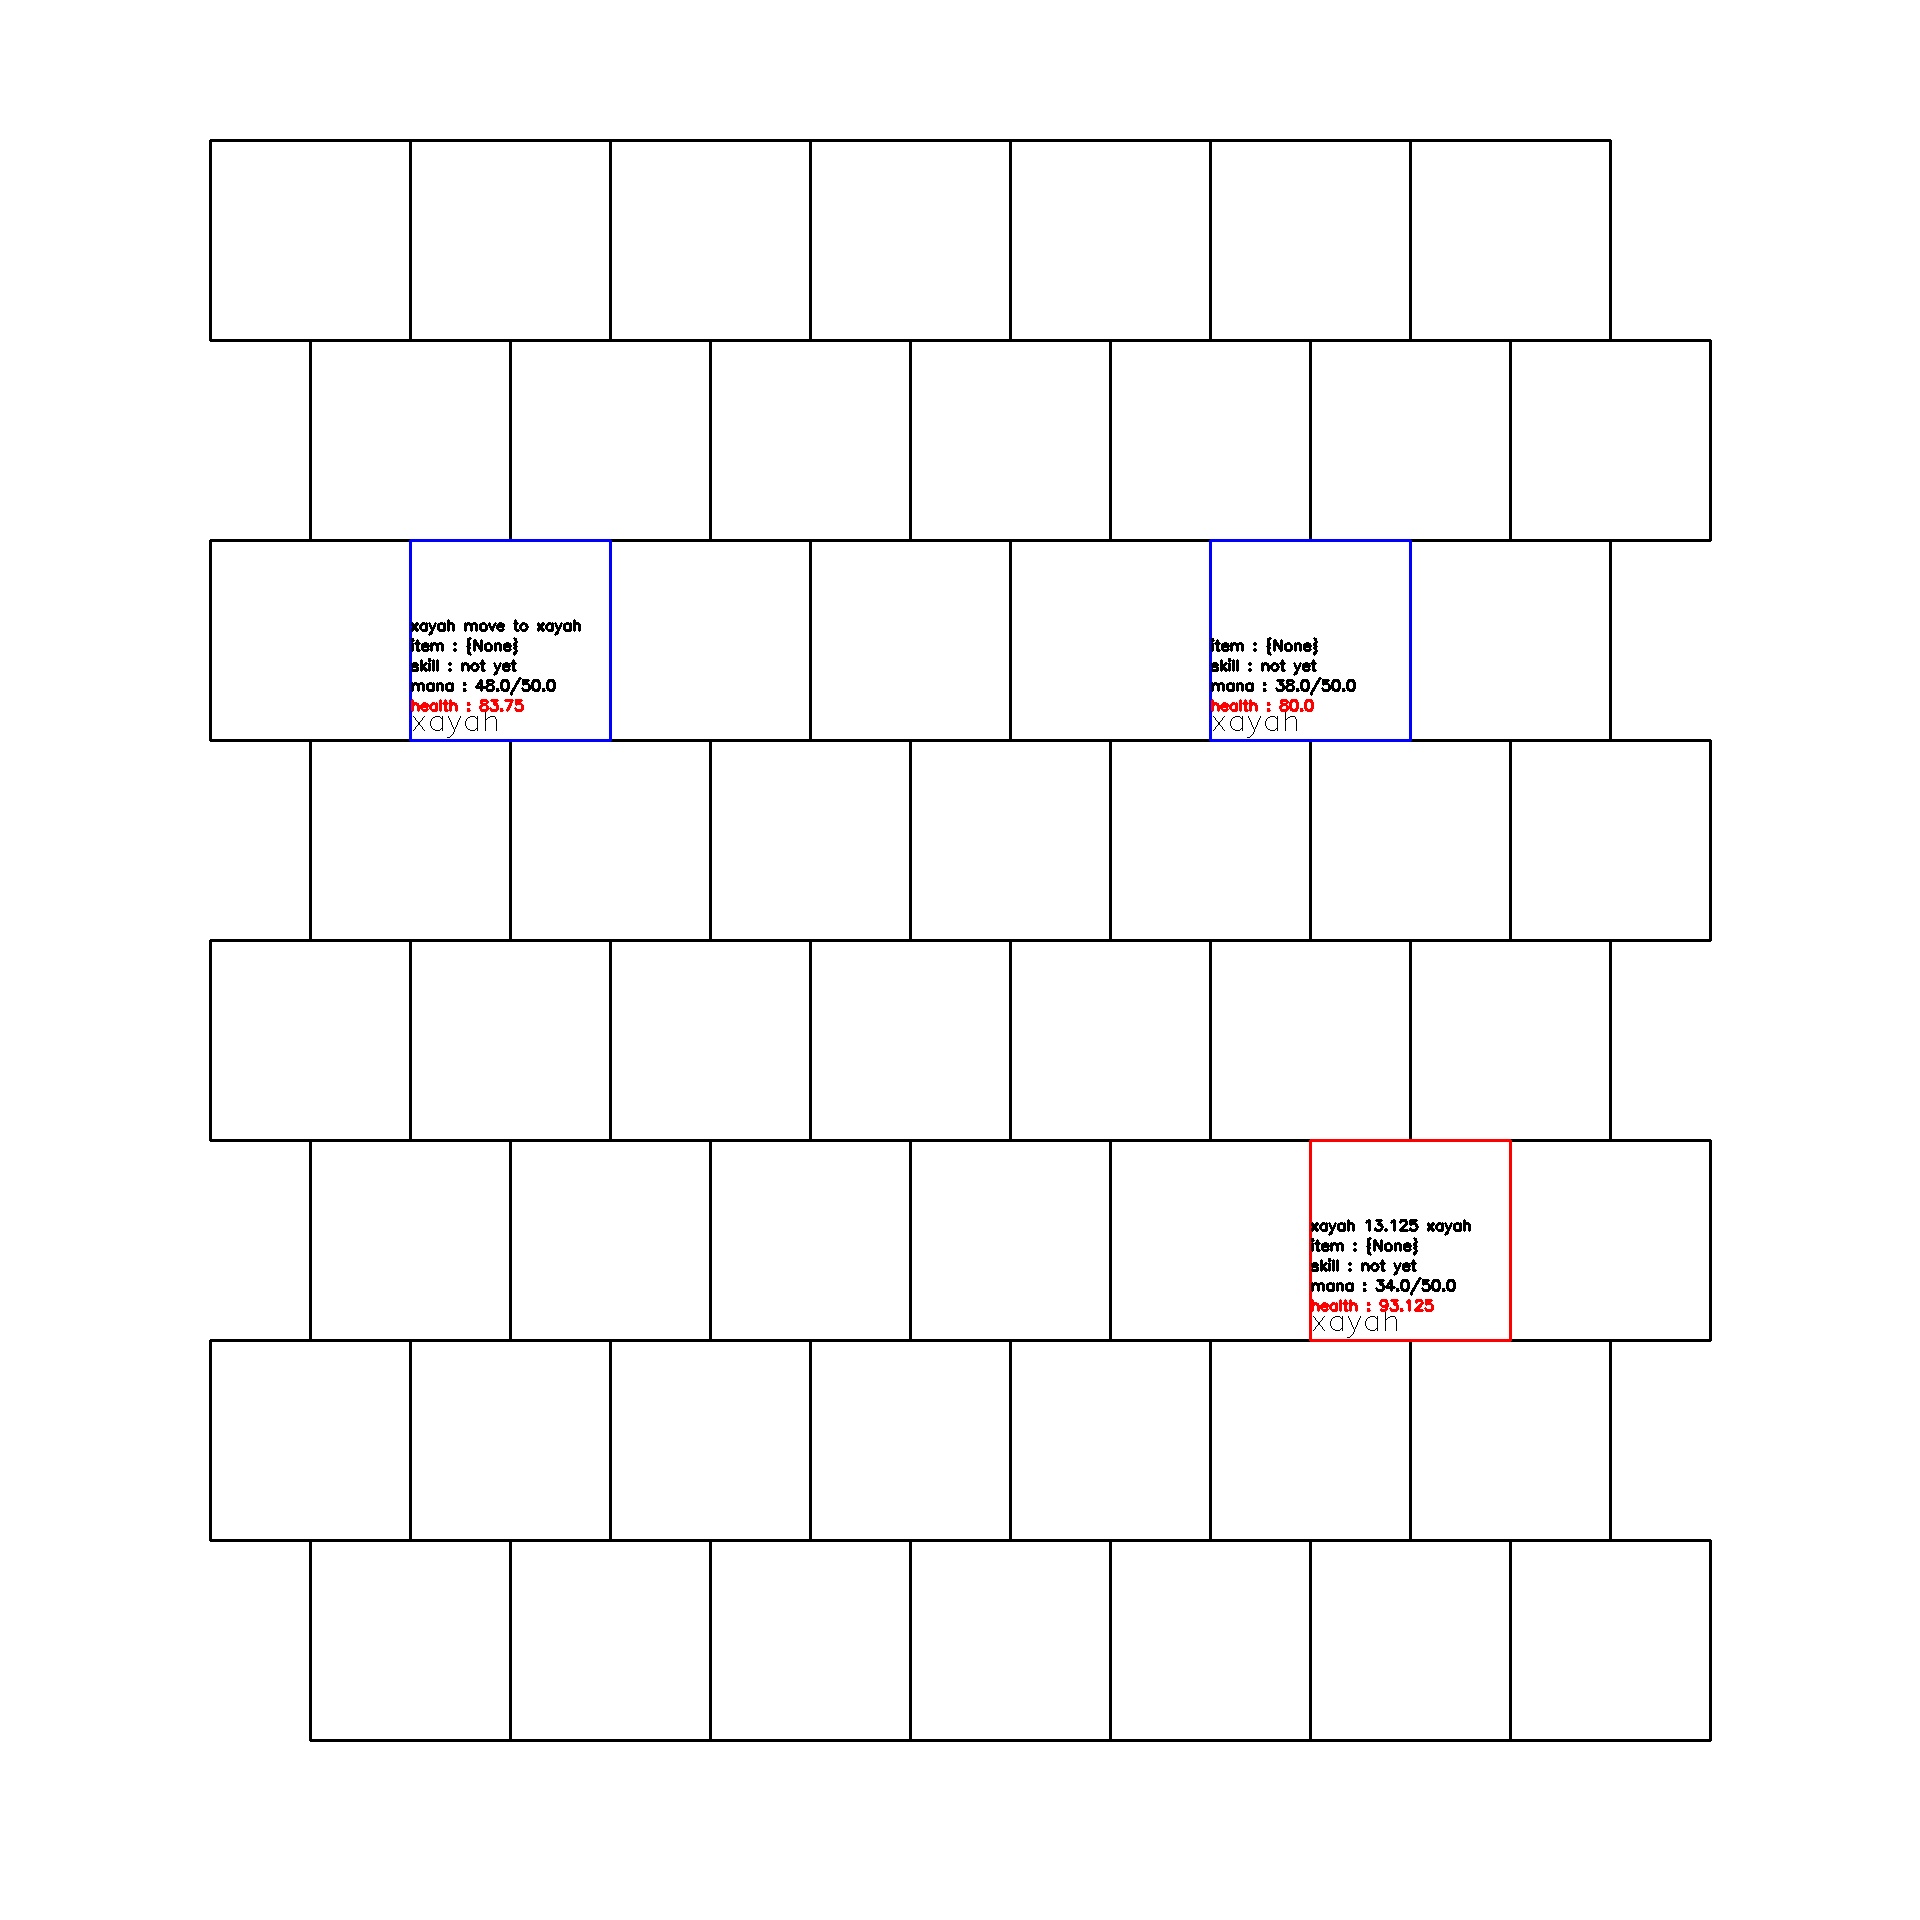 xayah move to xayah
item : {None}
skill : not yet
mana : 48.0/50.0
health : 83.75
xayah
item : {None}
skill : not yet
mana : 38.0/50.0
health : 80.0
xayah
xayah 13.125 xayah
item : {None}
skill : not yet
mana : 34.0/50.0
health : 93.125
xayah